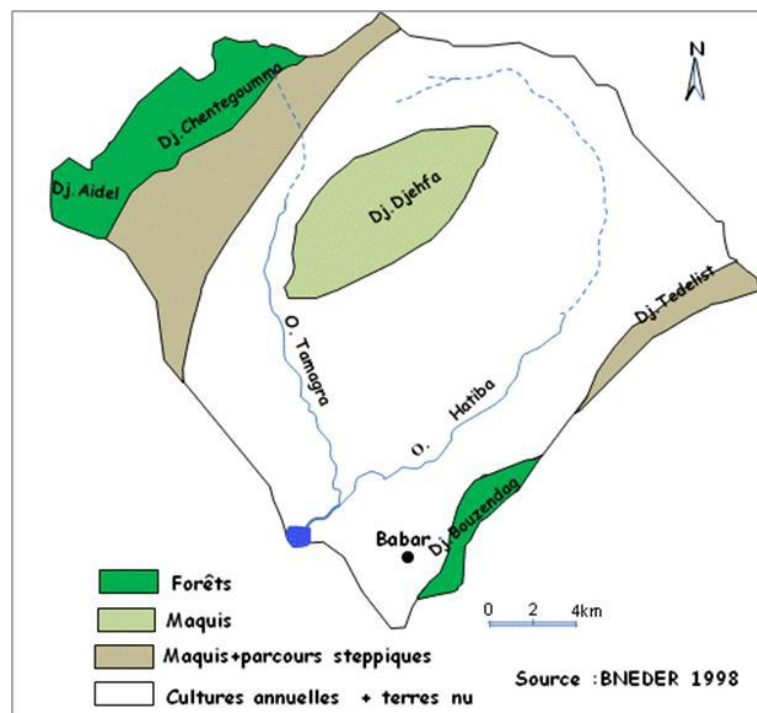 N
Dj.Chentegoumma
Dj.Aidel
Dj.Djehfa
Dj.Tedelist
O. Tamagra
O. Hatiba
Dj.Bouzendag
Babar
0 2 4km
Forêts
Maquis
Maquis+parcours steppiques
Cultures annuelles + terres nu
Source :BNEDER 1998